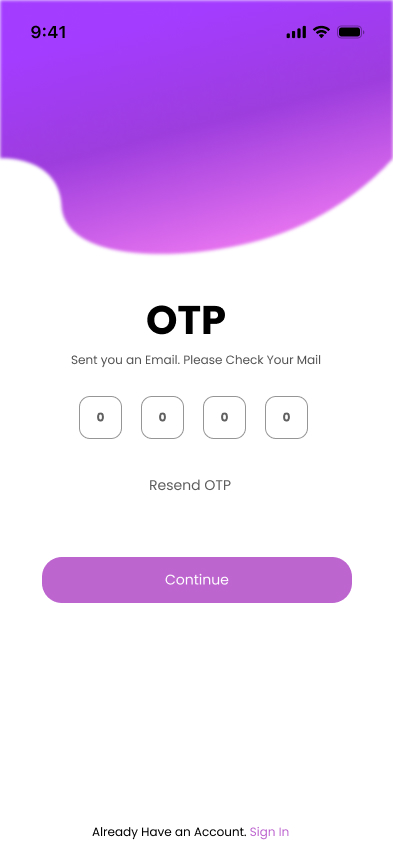 9:41
OTP
Sent you an Email. Please Check Your Mail
0 0 0 0
Resend OTP
Continue
Already Have an Account. Sign In